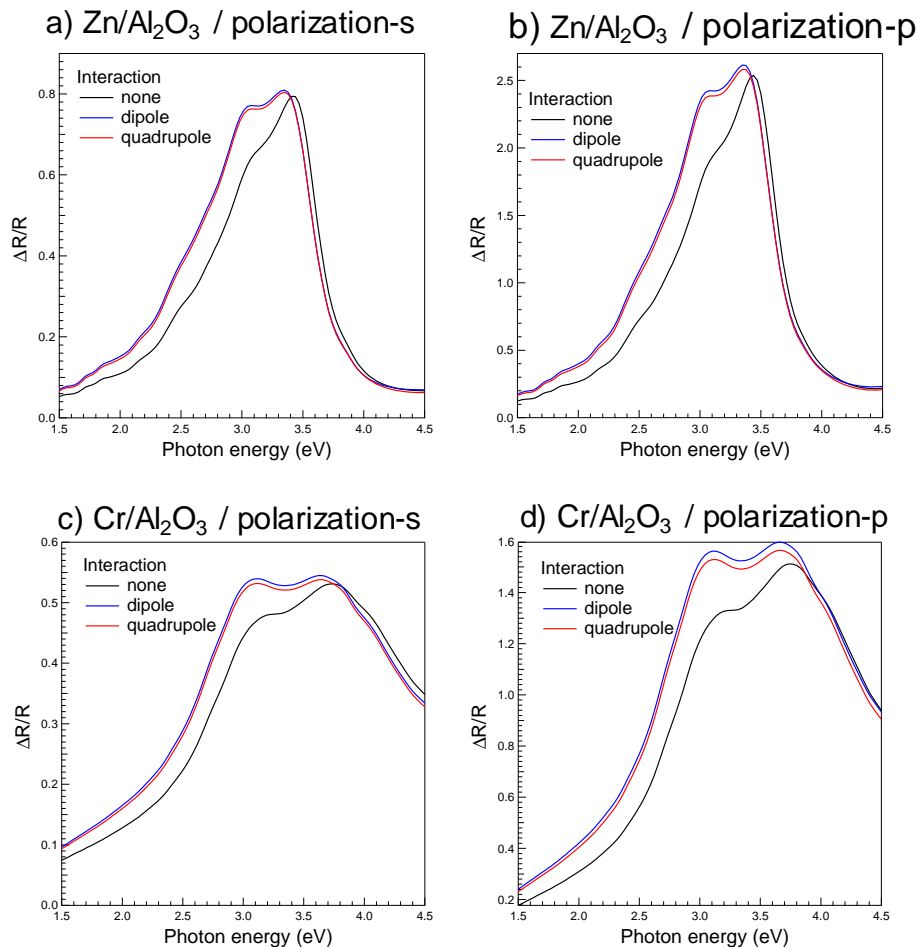 a) Zn/Al2O3 / polarization-s
Interaction
none
dipole
quadrupole
ΔR/R
0.8
0.6
0.4
0.2
0.0
1.5 2.0 2.5 3.0 3.5 4.0 4.5
Photon energy (eV)
b) Zn/Al2O3 / polarization-p
Interaction
none
dipole
quadrupole
ΔR/R
2.5
2.0
1.5
1.0
0.5
0.0
1.5 2.0 2.5 3.0 3.5 4.0 4.5
Photon energy (eV)
c) Cr/Al2O3 / polarization-s
Interaction
none
dipole
quadrupole
ΔR/R
0.6
0.5
0.4
0.3
0.2
0.1
0.0
1.5 2.0 2.5 3.0 3.5 4.0 4.5
Photon energy (eV)
d) Cr/Al2O3 / polarization-p
Interaction
none
dipole
quadrupole
ΔR/R
1.6
1.4
1.2
1.0
0.8
0.6
0.4
0.2
1.5 2.0 2.5 3.0 3.5 4.0 4.5
Photon energy (eV)